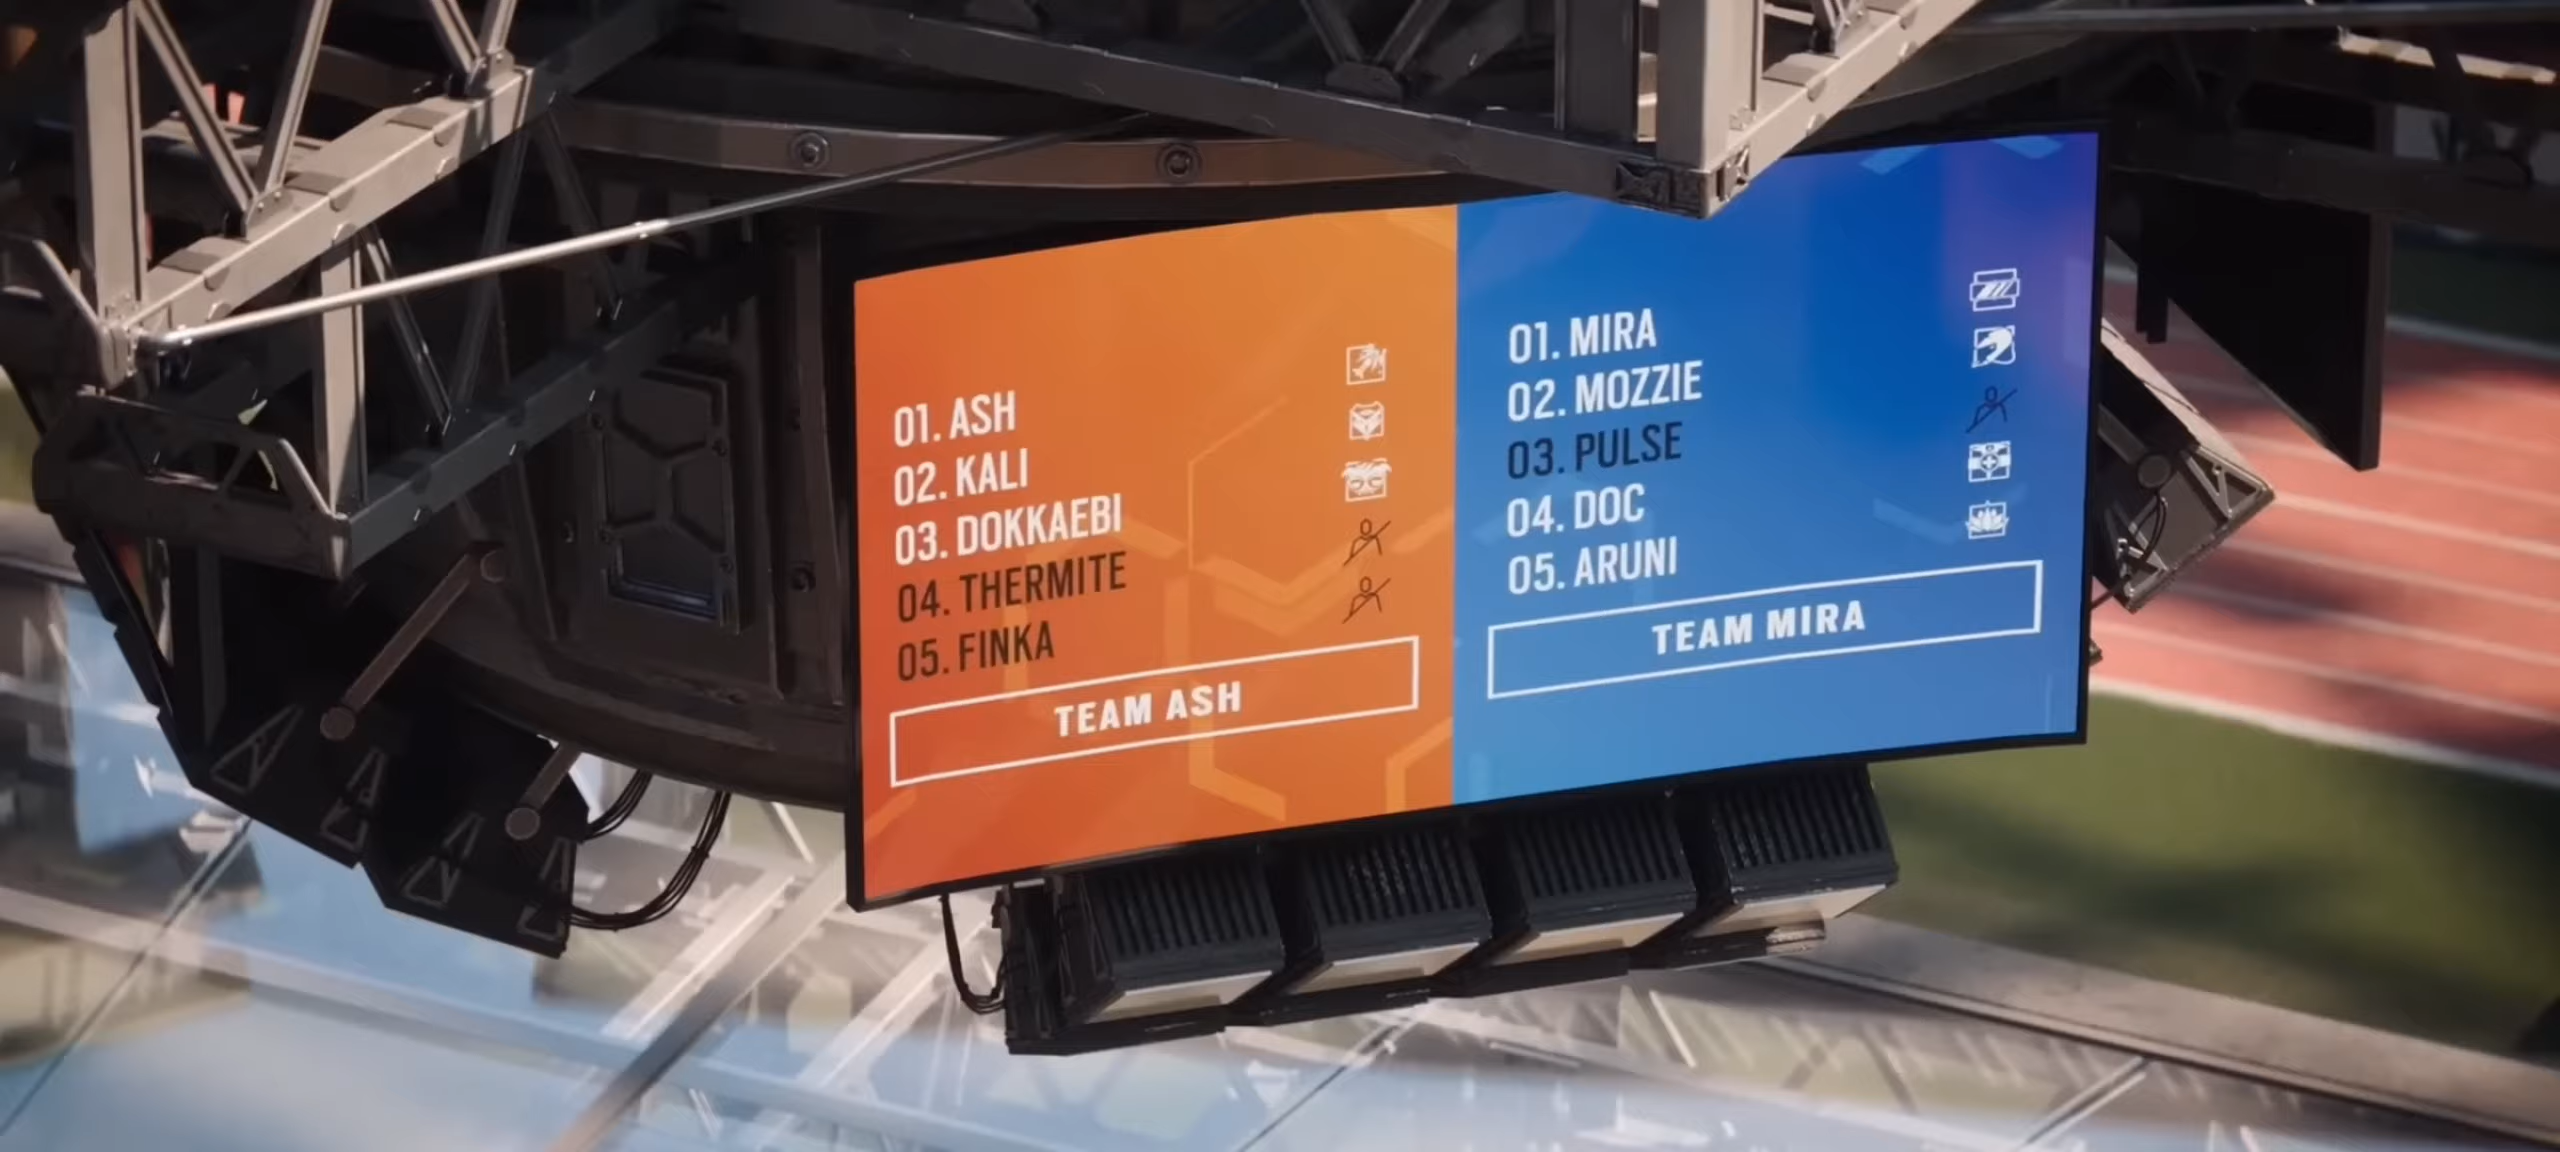 01. ASH
02. KALI
03. DOKKAEBI
04. THERMITE
05. FINKA
TEAM ASH
01. MIRA
02. MOZZIE
03. PULSE
04. DOC
05. ARUNI
TEAM MIRA